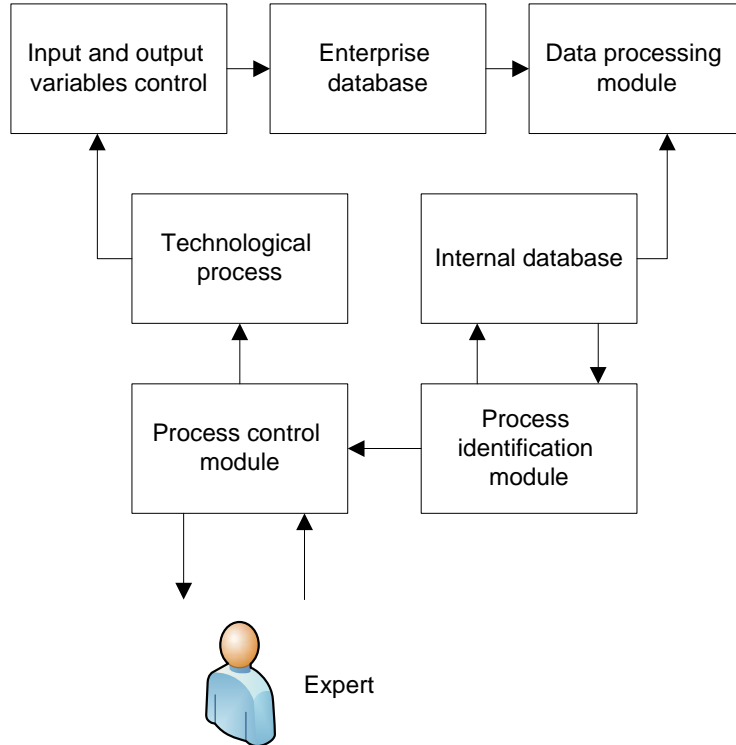 Input and output
variables control
Enterprise
database
Data processing
module
Technological
process
Internal database
Process control
module
Process
identification
module
Expert